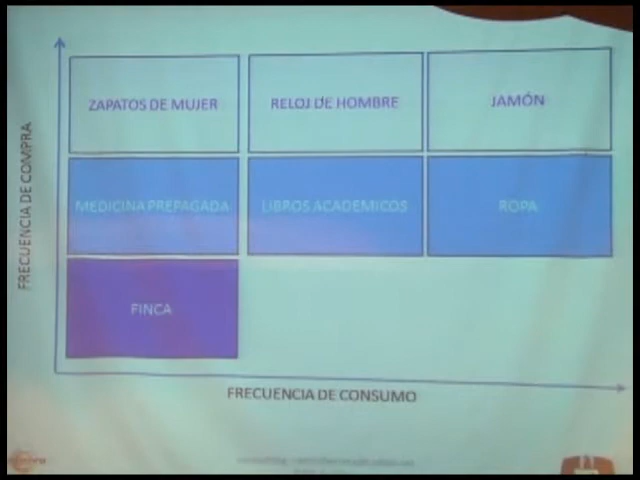 ZAPATOS DE MUJER
RELOJ DE HOMBRE
JAMÓN
FRECUENCIA DE COMPRA
MEDICINA PREPAGADA
LIBROS ACADEMICOS
ROPA
FINCA
FRECUENCIA DE CONSUMO